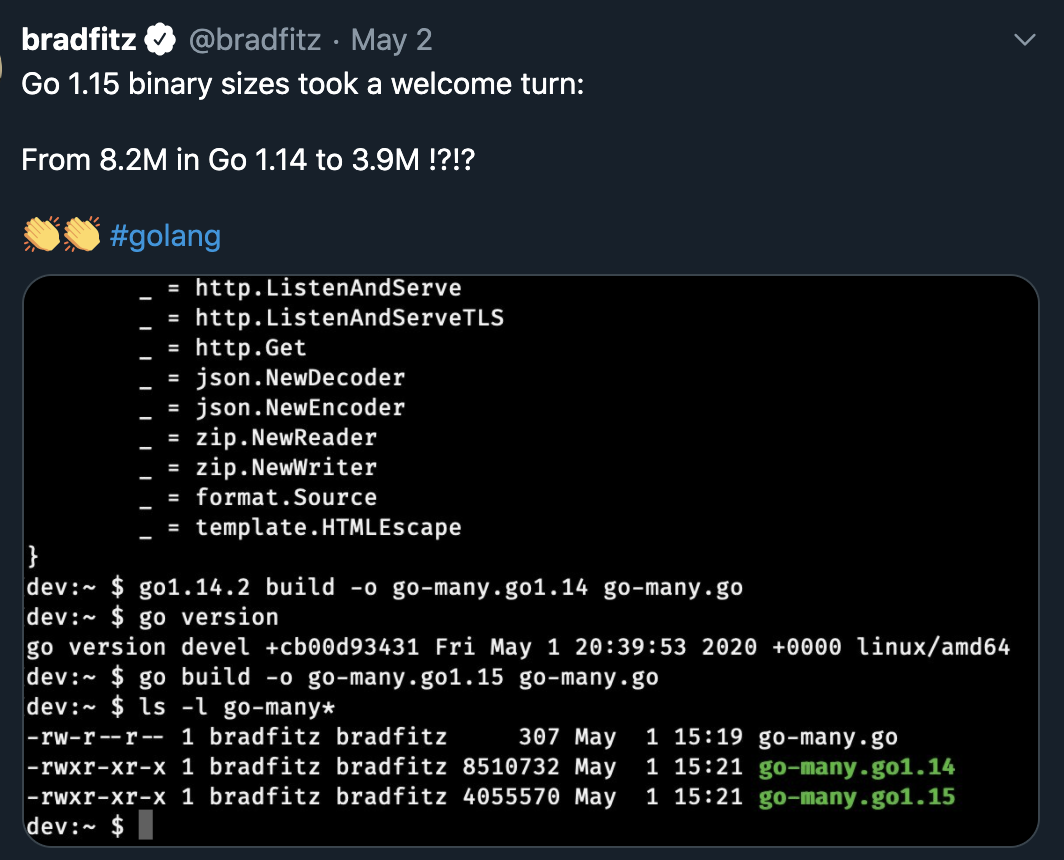 bradfitz @bradfitz · May 2
Go 1.15 binary sizes took a welcome turn:
From 8.2M in Go 1.14 to 3.9M !?!?
👏👏 #golang
_ = http.ListenAndServe
_ = http.ListenAndServeTLS
_ = http.Get
_ = json.NewDecoder
_ = json.NewEncoder
_ = zip.NewReader
_ = zip.NewWriter
_ = format.Source
_ = template.HTMLEscape
}
dev:~ $ go1.14.2 build -o go-many.go1.14 go-many.go
dev:~ $ go version
go version devel +cb00d93431 Fri May 1 20:39:53 2020 +0000 linux/amd64
dev:~ $ go build -o go-many.go1.15 go-many.go
dev:~ $ ls -l go-many*
-rw-r--r-- 1 bradfitz bradfitz     307 May  1 15:19 go-many.go
-rwxr-xr-x 1 bradfitz bradfitz 8510732 May  1 15:21 go-many.go1.14
-rwxr-xr-x 1 bradfitz bradfitz 4055570 May  1 15:21 go-many.go1.15
dev:~ $